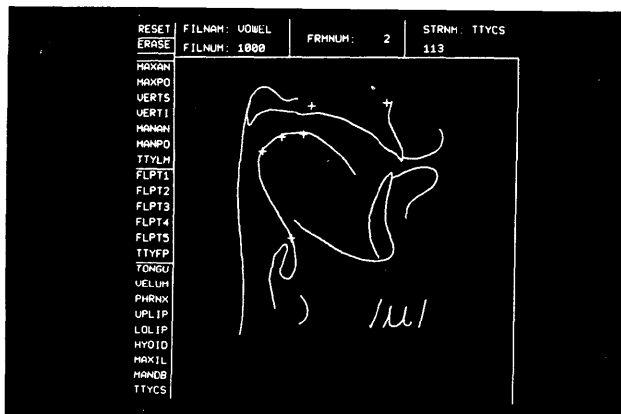 RESET FILNAM: VOWEL FRMNUM: 2 STRNM: TTYCS
ERASE FILNUM: 1000 113
MAXAN
MAXPO
VERTS
VERTI
MANAN
MANPO
TTYLM
FLPT1
FLPT2
FLPT3
FLPT4
FLPT5
TTYFP
TONGU
VELUM
PHRNX
UPLIP
LOLIP
HYOID
MAXIL
MANDB
TTYCS
/u/